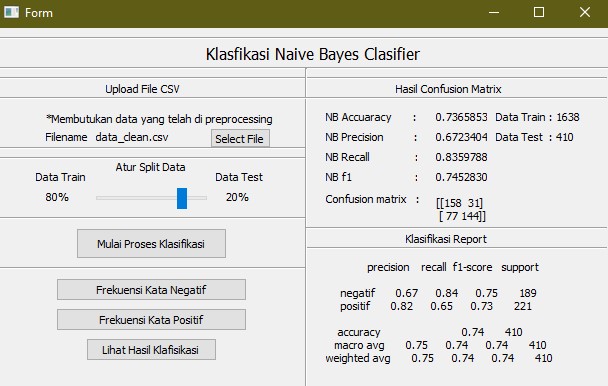 Form
Klasfikasi Naive Bayes Clasifier
Upload File CSV
*Membutukan data yang telah di preprocessing
Filename data_clean.csv Select File
Atur Split Data
Data Train Data Test
80% 20%
Mulai Proses Klasifikasi
Frekuensi Kata Negatif
Frekuensi Kata Positif
Lihat Hasil Klafisikasi
Hasil Confusion Matrix
NB Accuaracy : 0.7365853 Data Train : 1638
NB Precision : 0.6723404 Data Test : 410
NB Recall : 0.8359788
NB f1 : 0.7452830
Confusion matrix : [[158 31]
[ 77 144]]
Klasifikasi Report
precision recall f1-score support
negatif 0.67 0.84 0.75 189
positif 0.82 0.65 0.73 221
accuracy 0.74 410
macro avg 0.75 0.74 0.74 410
weighted avg 0.75 0.74 0.74 410